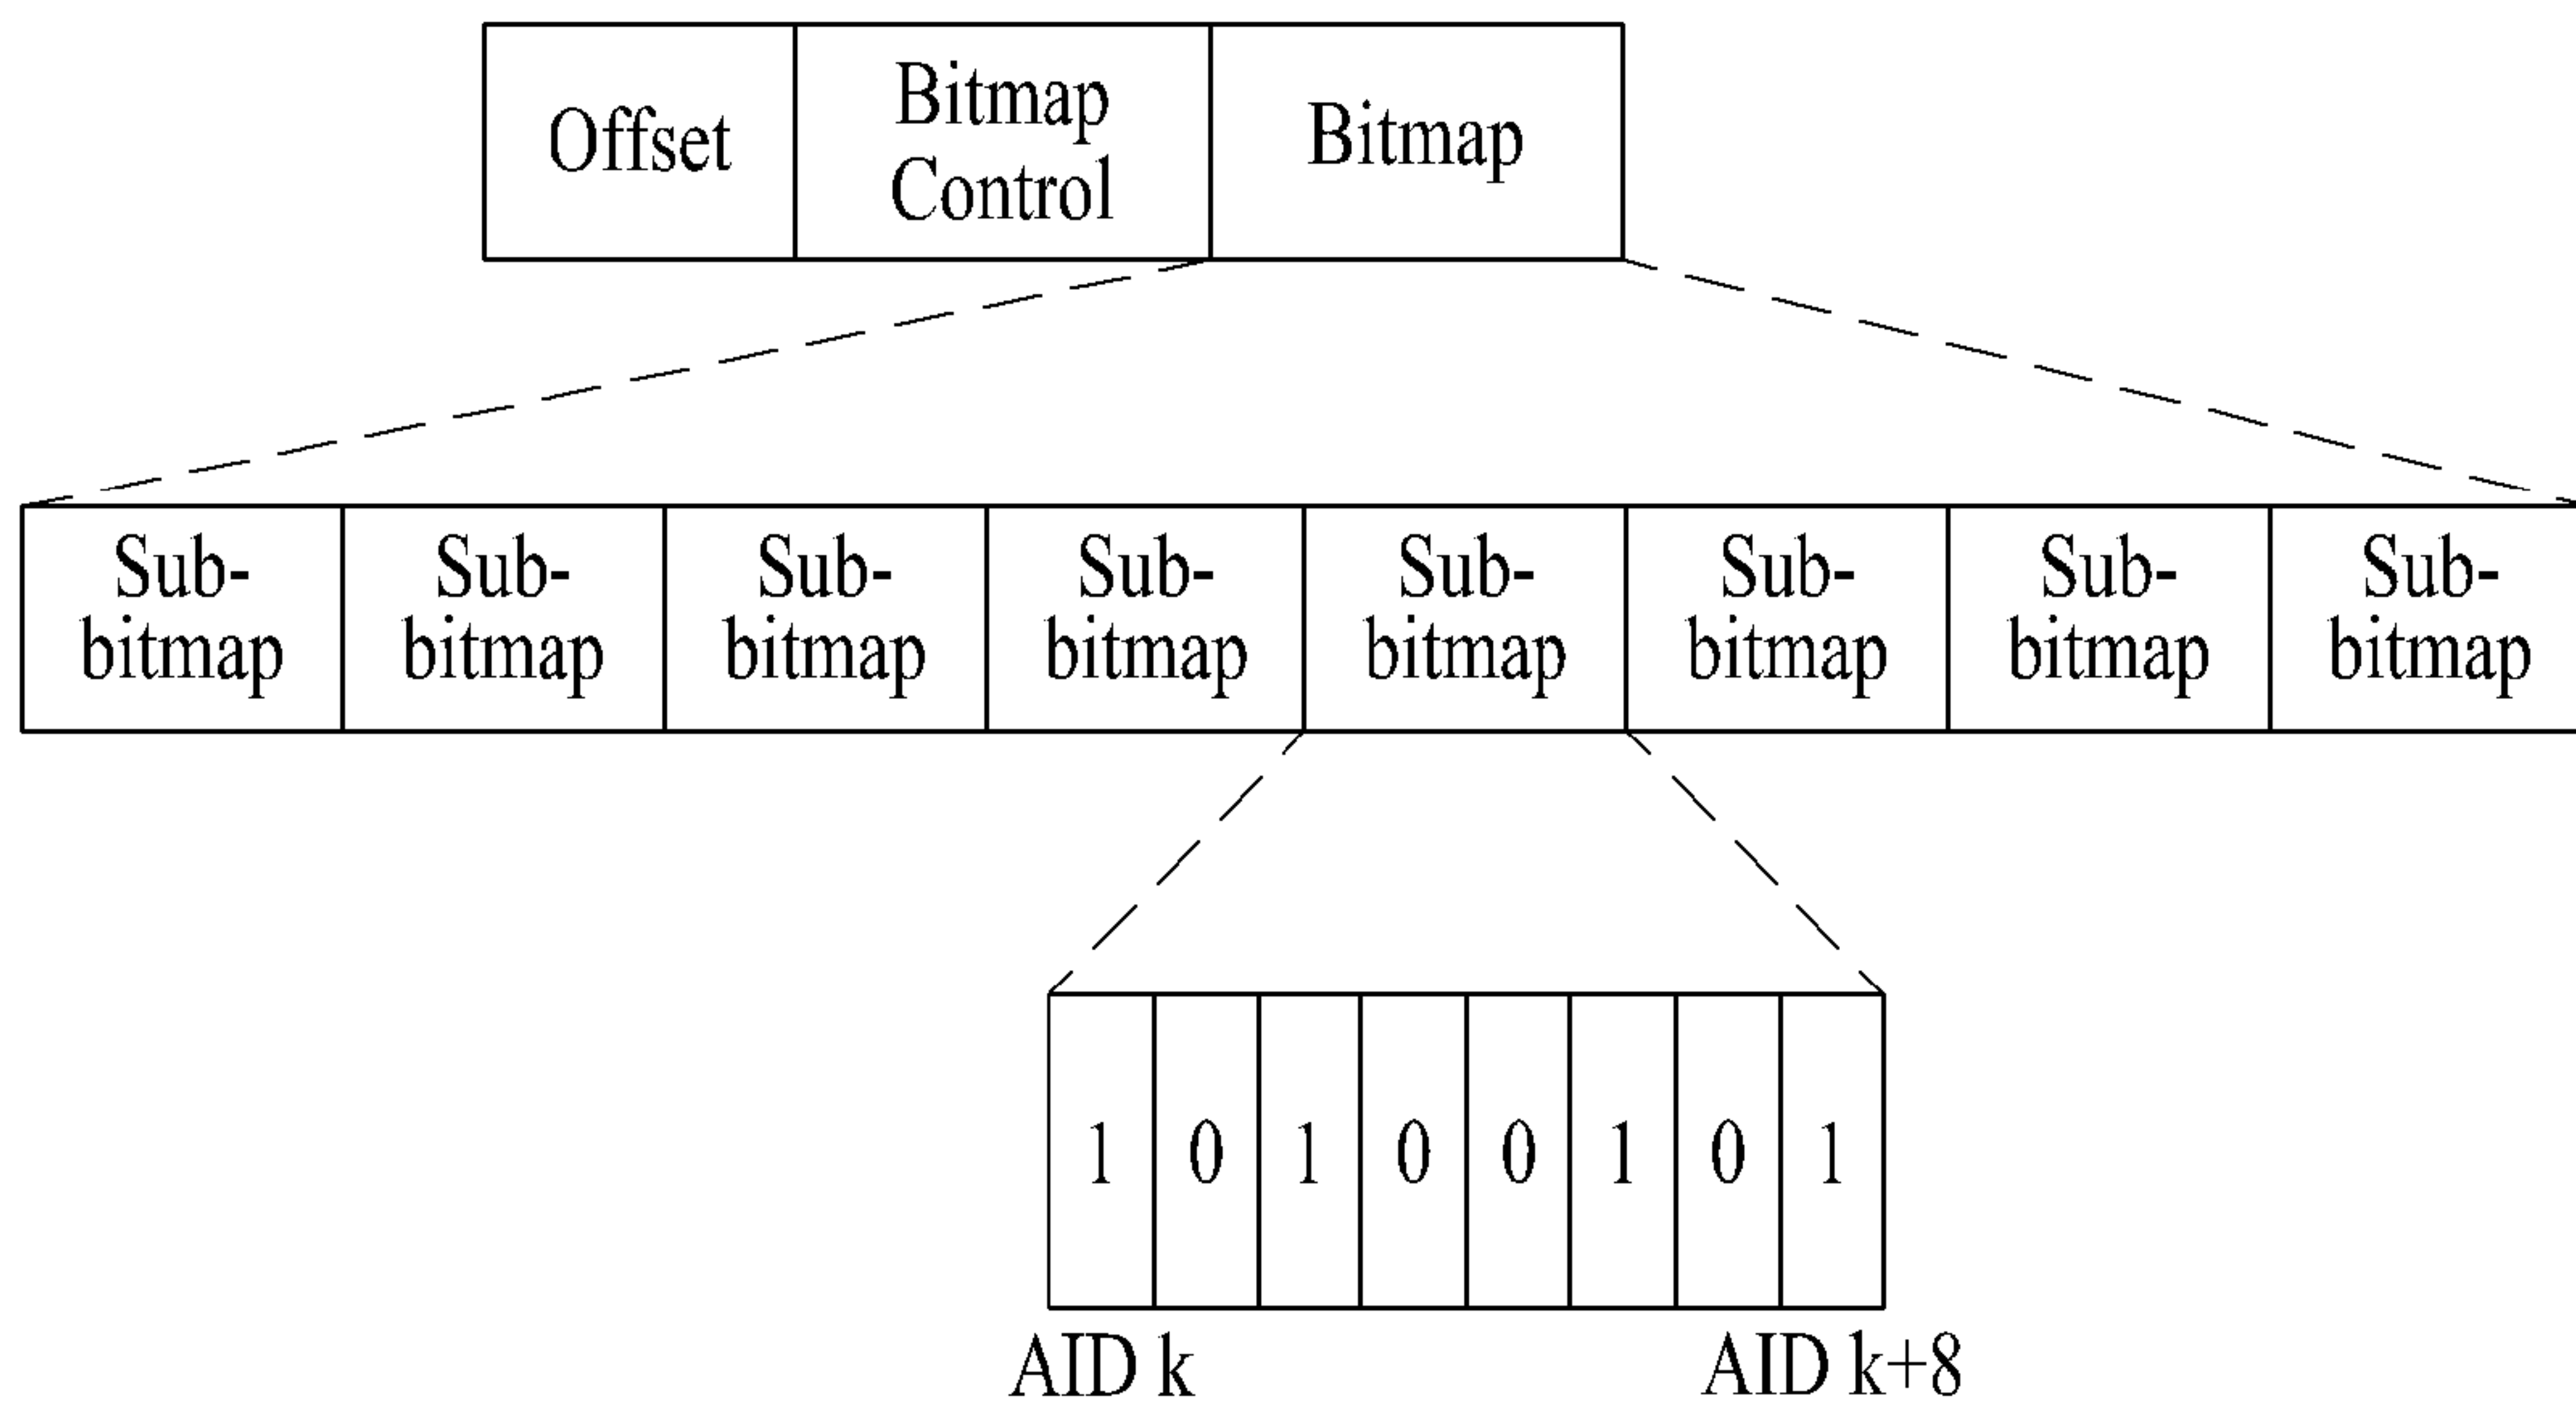 Offset
Bitmap
Control
Bitmap
Sub-
bitmap
Sub-
bitmap
Sub-
bitmap
Sub-
bitmap
Sub-
bitmap
Sub-
bitmap
Sub-
bitmap
Sub-
bitmap
1 0 1 0 0 1 0 1
AID k
AID k+8